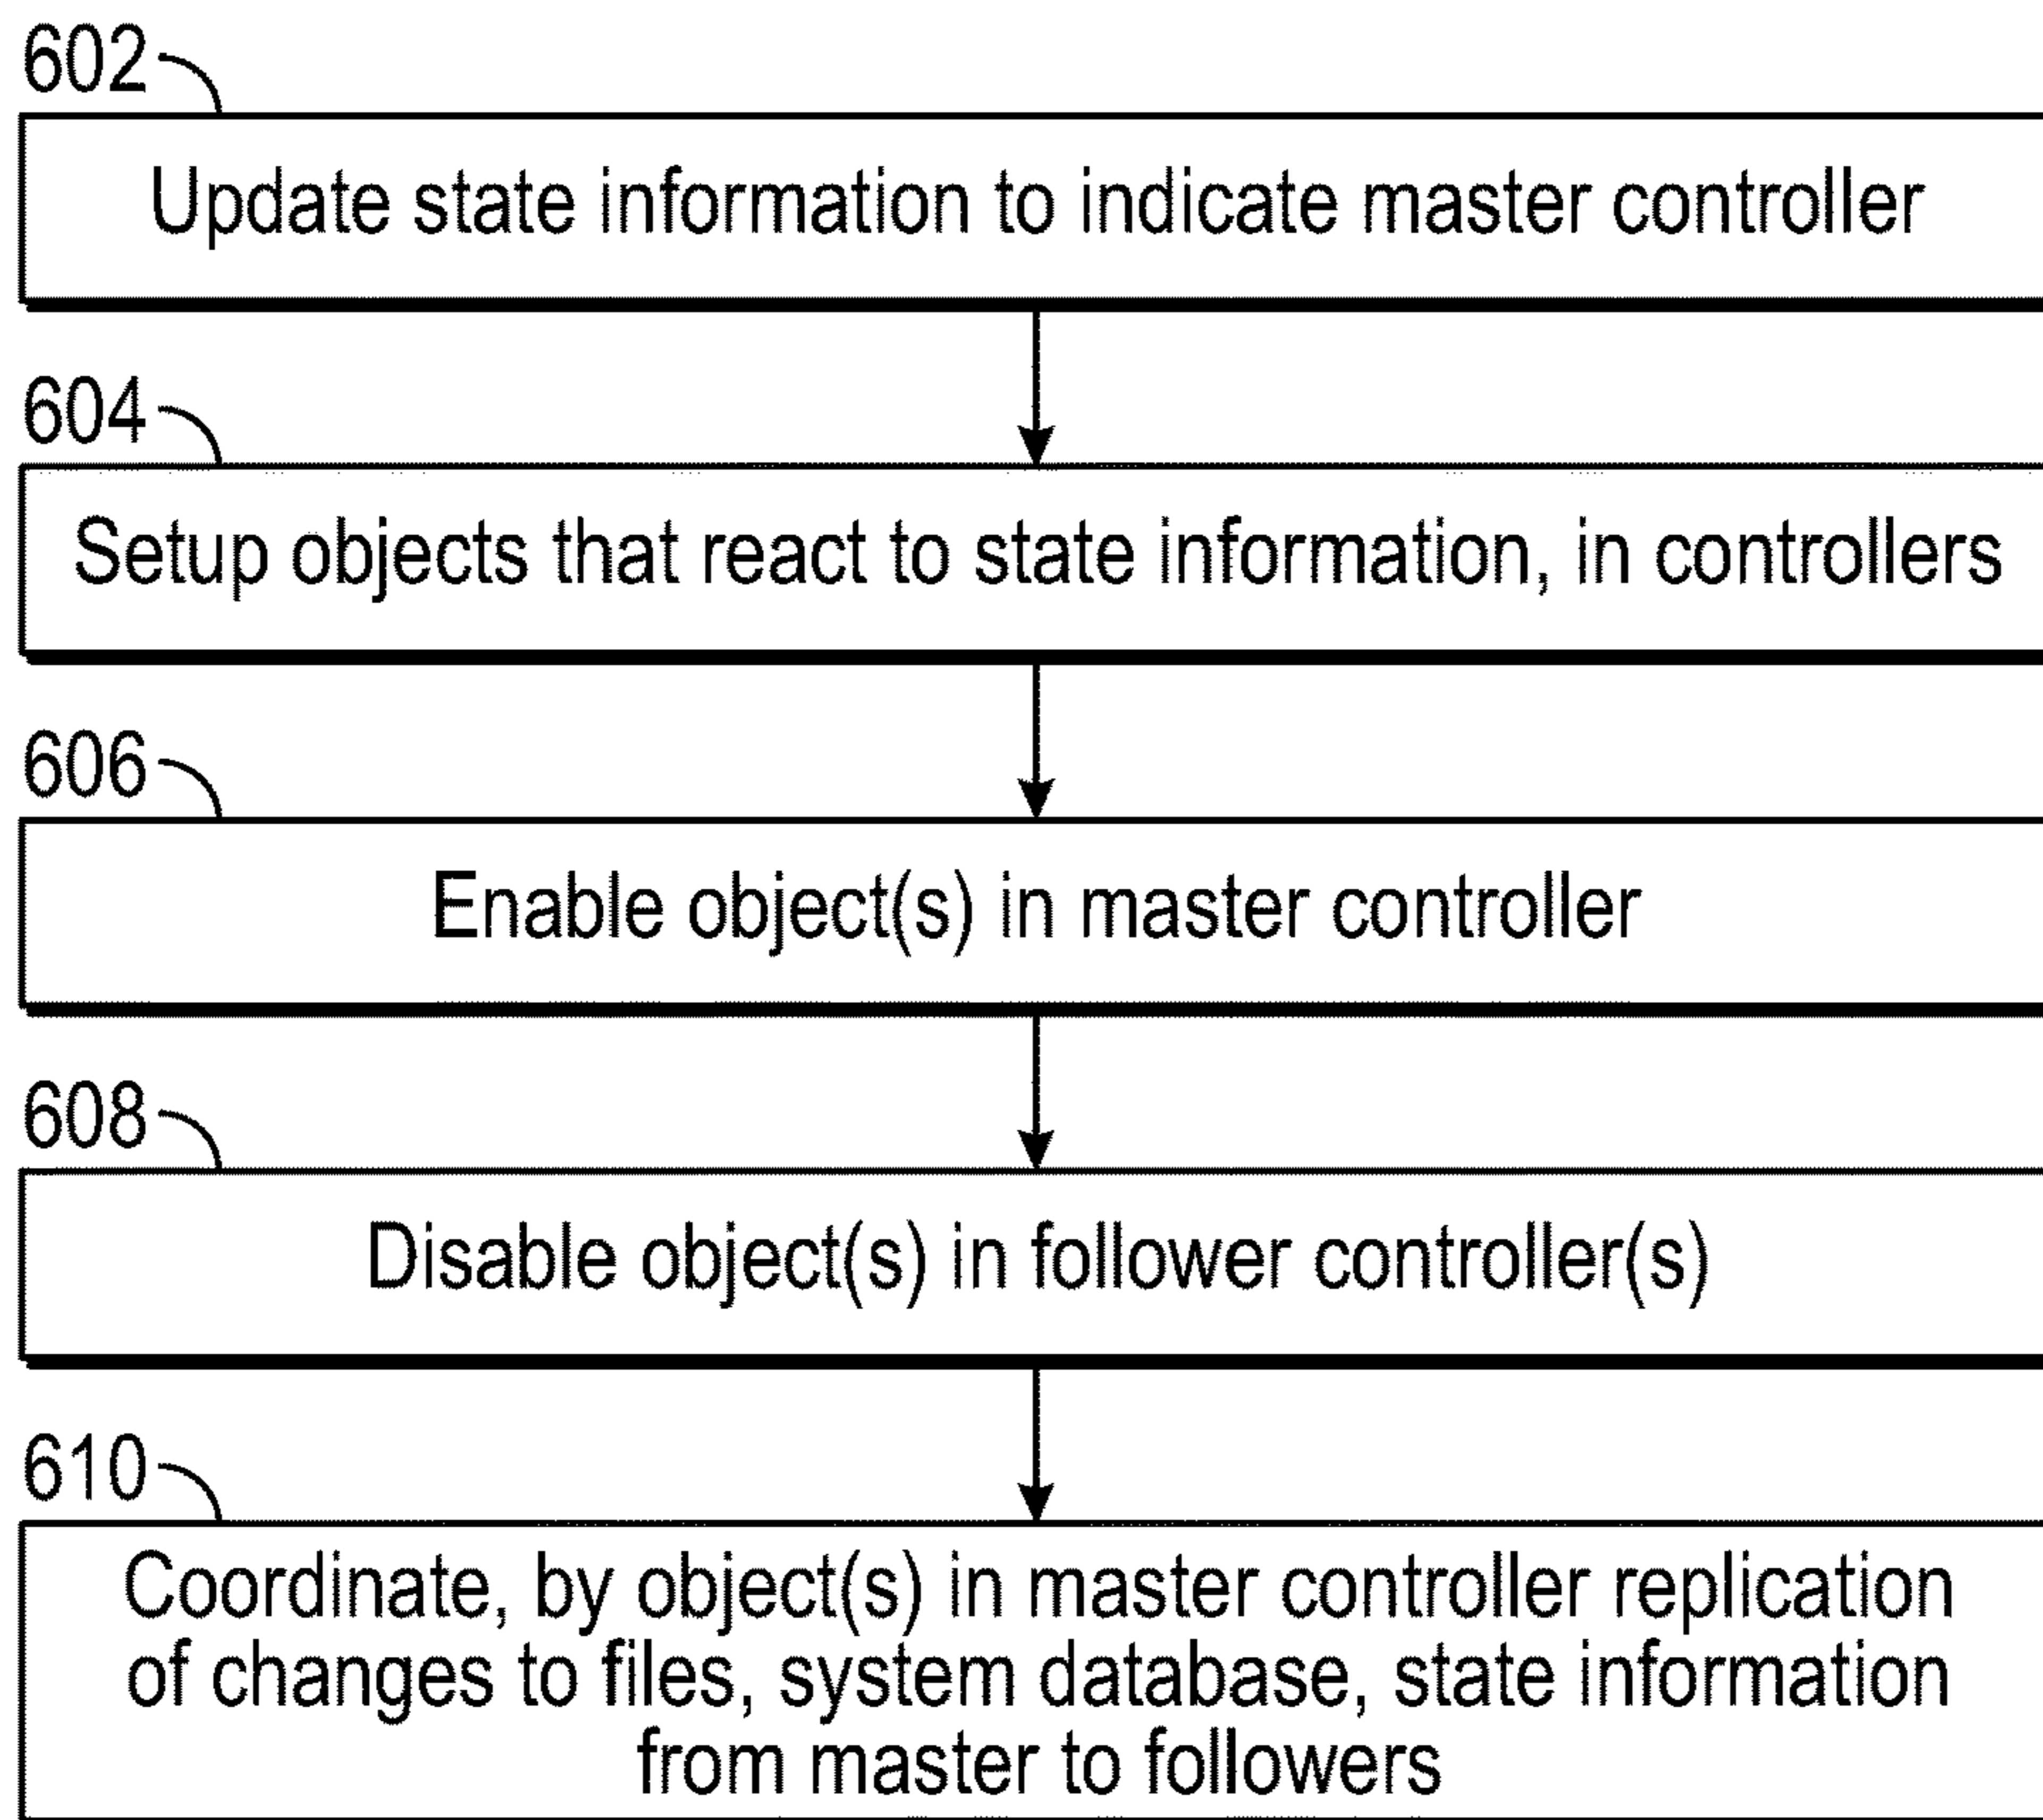 602
Update state information to indicate master controller
604
Setup objects that react to state information, in controllers
606
Enable object(s) in master controller
608
Disable object(s) in follower controller(s)
610
Coordinate, by object(s) in master controller replication
of changes to files, system database, state information
from master to followers